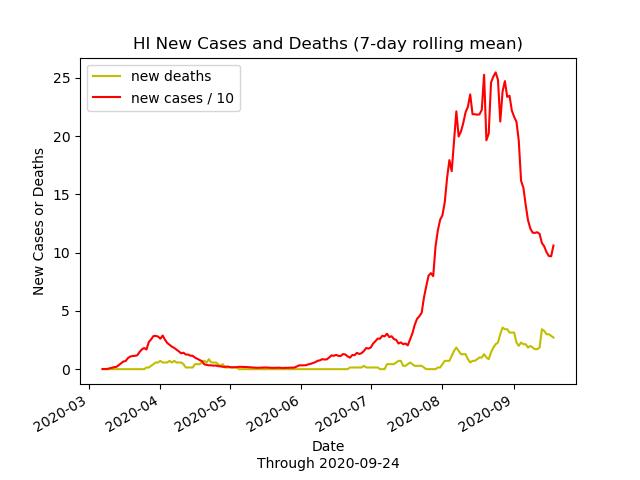 HI New Cases and Deaths (7-day rolling mean)
new deaths
new cases / 10
New Cases or Deaths
25
20
15
10
5
0
2020-03
2020-04
2020-05
2020-06
2020-07
2020-08
2020-09
Date
Through 2020-09-24